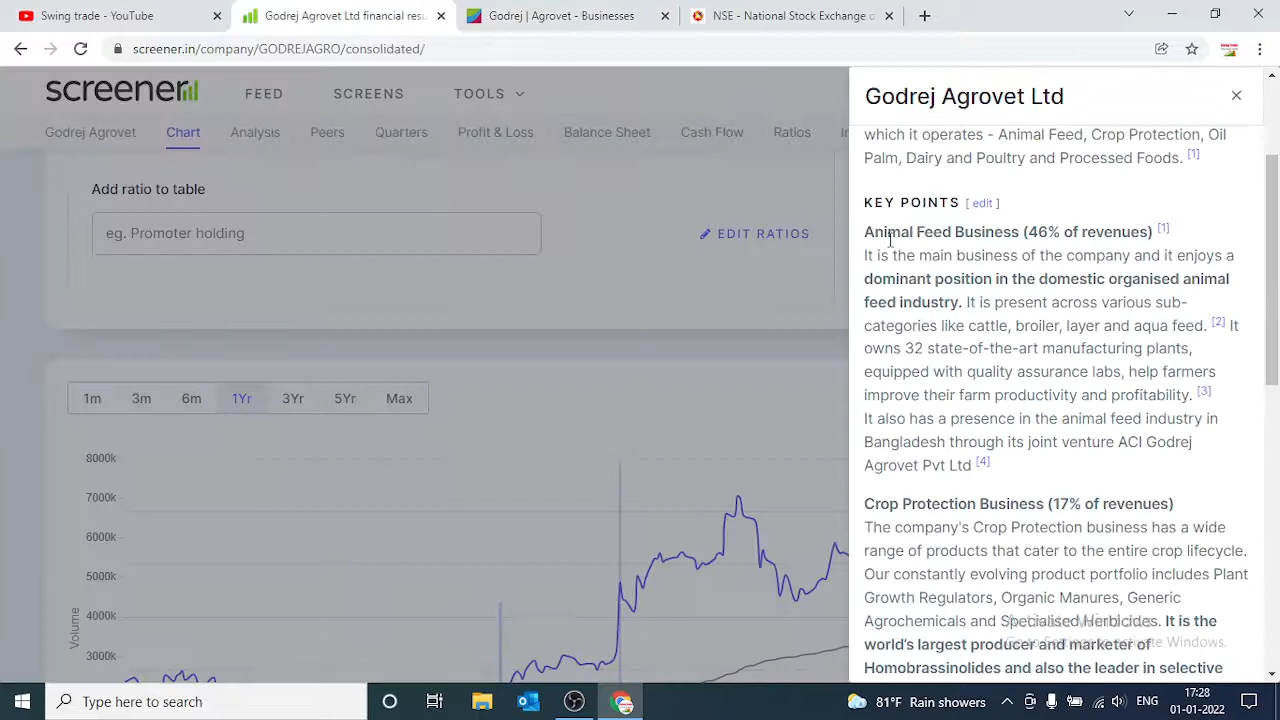 Swing trade - YouTube
Godrej Agrovet Ltd financial resu
Godrej | Agrovet - Businesses
NSE - National Stock Exchange o
screener.in/company/GODREJAGRO/consolidated/
screener
FEED
SCREENS
TOOLS
Godrej Agrovet
Chart
Analysis
Peers
Quarters
Profit & Loss
Balance Sheet
Cash Flow
Ratios
Add ratio to table
eg. Promoter holding
EDIT RATIOS
1m 3m 6m 1Yr 3Yr 5Yr Max
8000k
7000k
6000k
5000k
4000k
3000k
Volume
Godrej Agrovet Ltd
which it operates - Animal Feed, Crop Protection, Oil
Palm, Dairy and Poultry and Processed Foods. [1]
KEY POINTS [ edit ]
Animal Feed Business (46% of revenues) [1]
It is the main business of the company and it enjoys a
dominant position in the domestic organised animal
feed industry. It is present across various sub-
categories like cattle, broiler, layer and aqua feed. [2] It
owns 32 state-of-the-art manufacturing plants,
equipped with quality assurance labs, help farmers
improve their farm productivity and profitability. [3]
It also has a presence in the animal feed industry in
Bangladesh through its joint venture ACI Godrej
Agrovet Pvt Ltd [4]
Crop Protection Business (17% of revenues)
The company's Crop Protection business has a wide
range of products that cater to the entire crop lifecycle.
Our constantly evolving product portfolio includes Plant
Growth Regulators, Organic Manures, Generic
Agrochemicals and Specialised Herbicides. It is the
world's largest producer and marketer of
Homobrassinolides and also the leader in selective
Activate Windows
Go to Settings to activate Windows.
Type here to search
81°F Rain showers
ENG
17:28
01-01-2022